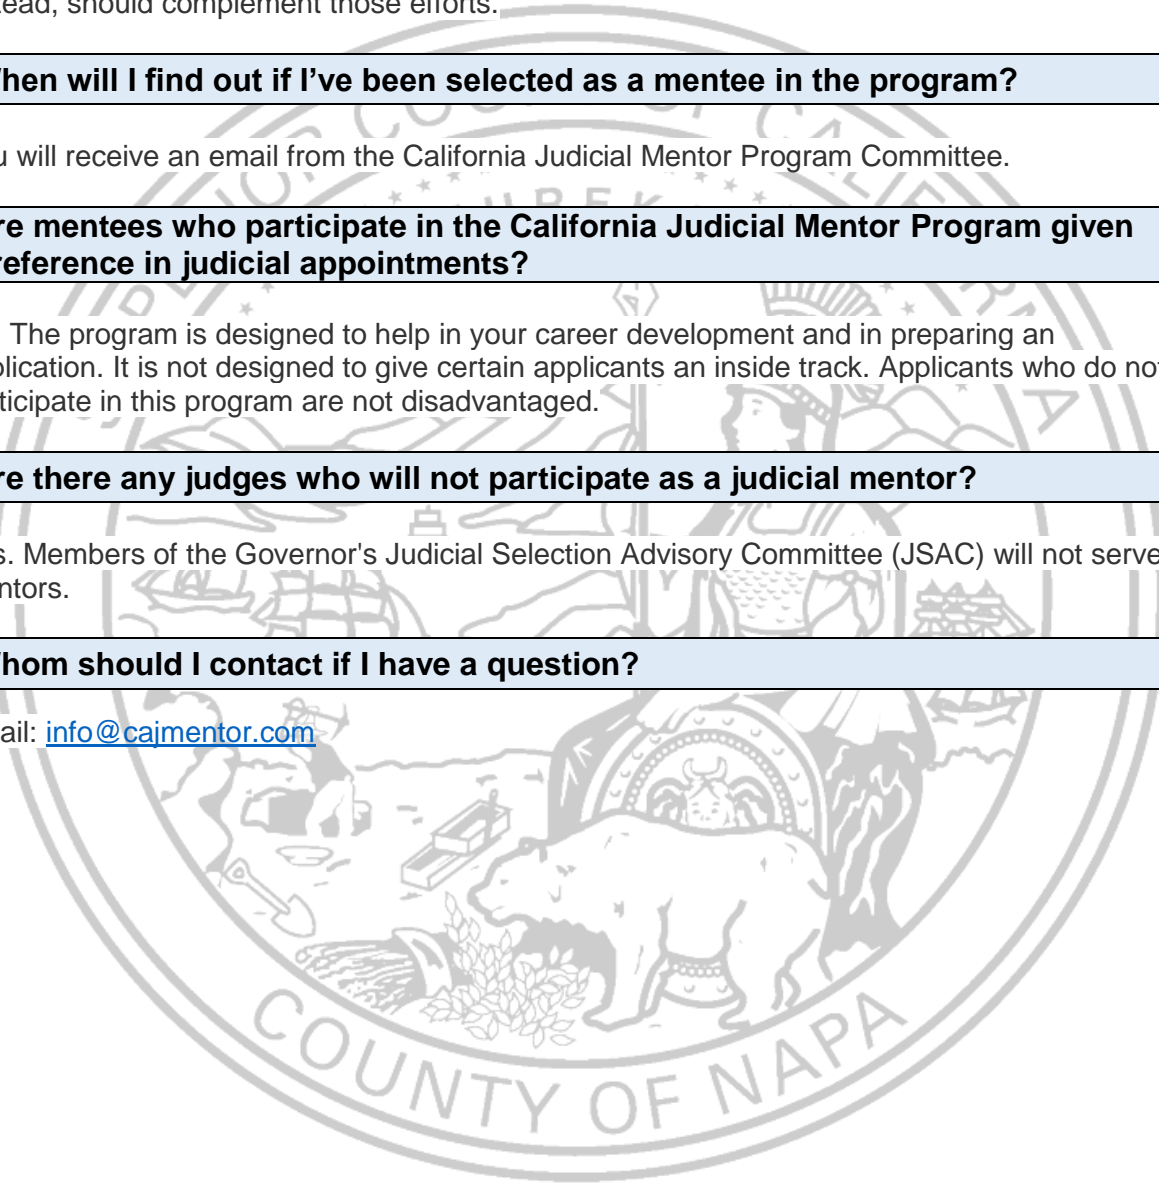 tead, should complement those efforts.
hen will I find out if I've been selected as a mentee in the program?
u will receive an email from the California Judicial Mentor Program Committee.
re mentees who participate in the California Judicial Mentor Program given
reference in judicial appointments?
The program is designed to help in your career development and in preparing an
plication. It is not designed to give certain applicants an inside track. Applicants who do no
ticipate in this program are not disadvantaged.
re there any judges who will not participate as a judicial mentor?
s. Members of the Governor's Judicial Selection Advisory Committee (JSAC) will not serve
ntors.
hom should I contact if I have a question?
ail: info@cajmentor.com
COUNTY OF NAPA